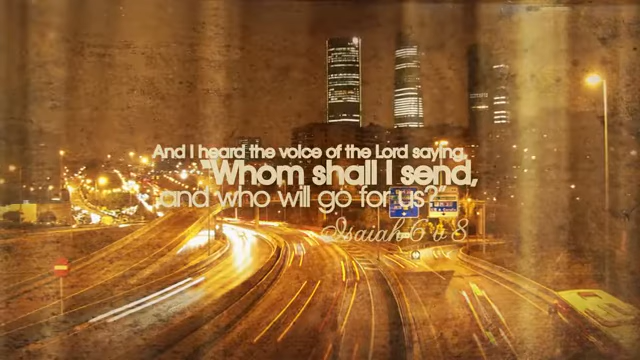 And I heard the voice of the Lord saying,
"Whom shall I send,
and who will go for us?"
Isaiah 6 v 8